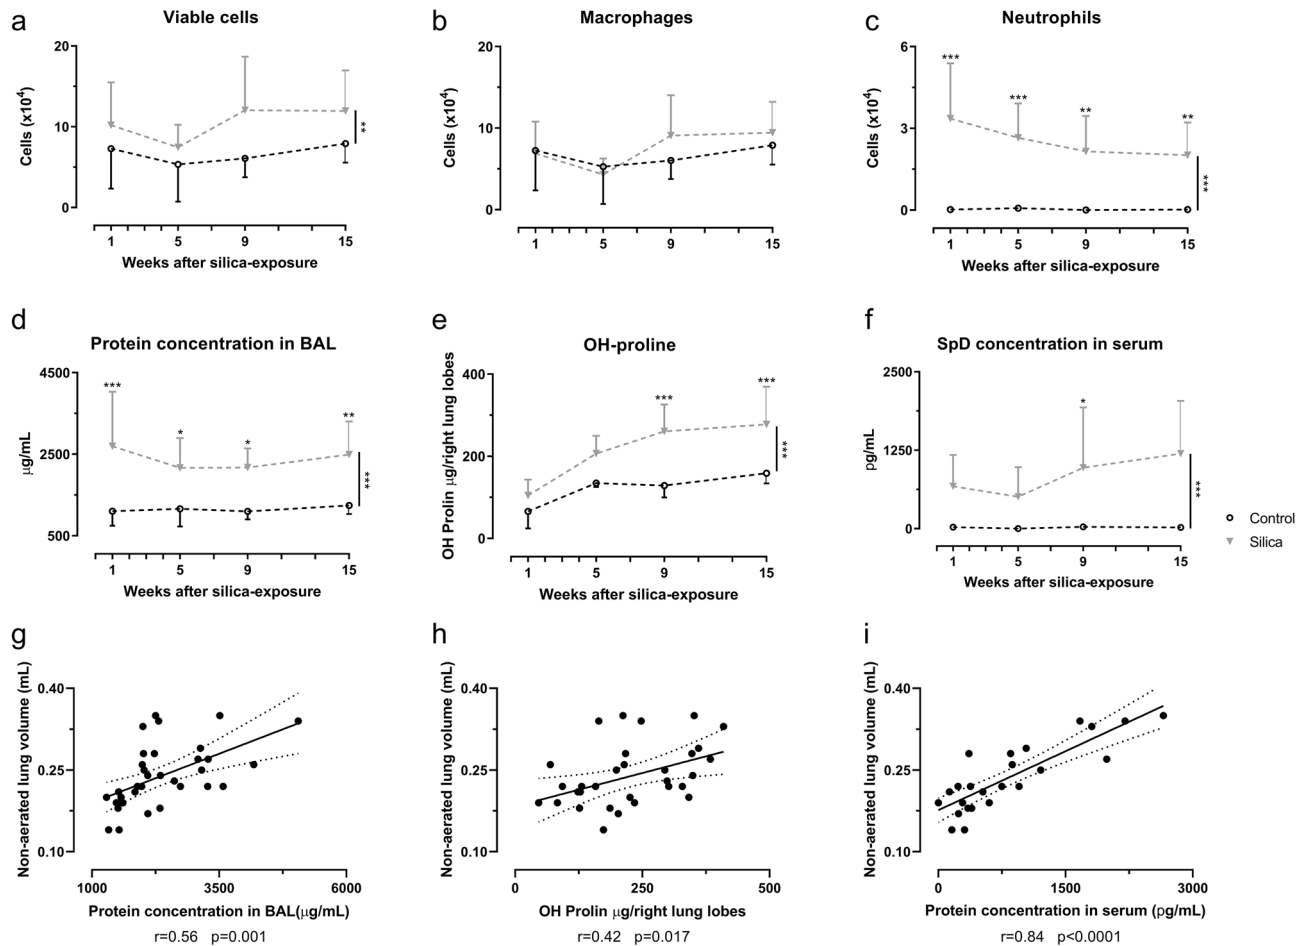 a Viable cells
20
10
0
Cells (x10⁴)
**
1 5 9 15
Weeks after silica-exposure
b Macrophages
20
10
0
Cells (x10⁴)
1 5 9 15
c Neutrophils
6
3
0
Cells (x10⁴)
*** *** ** **
***
1 5 9 15
Weeks after silica-exposure
d Protein concentration in BAL
4500
2500
500
µg/mL
*** * * **
***
1 5 9 15
Weeks after silica-exposure
e OH-proline
400
200
0
OH Prolin µg/right lung lobes
*** ***
***
1 5 9 15
Weeks after silica-exposure
f SpD concentration in serum
2500
1250
0
pg/mL
*
***
1 5 9 15
Weeks after silica-exposure
Control
Silica
g
0.40
0.25
0.10
Non-aerated lung volume (mL)
1000 3500 6000
Protein concentration in BAL(µg/mL)
r=0.56 p=0.001
h
0.40
0.25
0.10
Non-aerated lung volume (mL)
0 250 500
OH Prolin µg/right lung lobes
r=0.42 p=0.017
i
0.40
0.25
0.10
Non-aerated lung volume (mL)
0 1500 3000
Protein concentration in serum (pg/mL)
r=0.84 p<0.0001